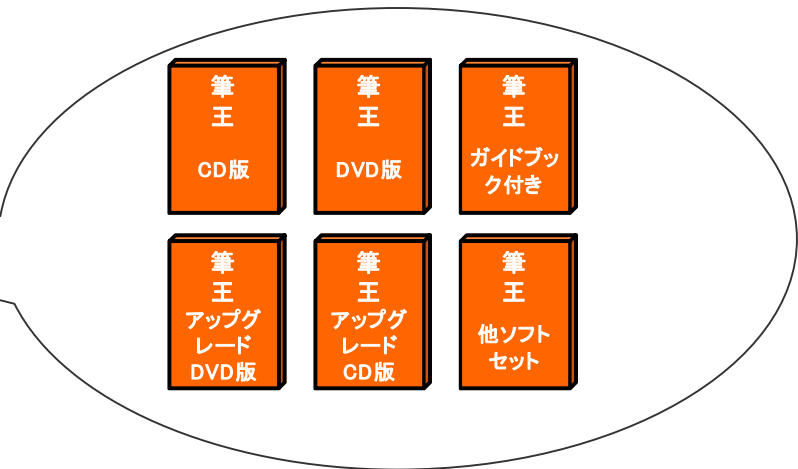 筆
王
CD版
筆
王
DVD版
筆
王
ガイドブッ
ク付き
筆
王
アップグ
レード
DVD版
筆
王
アップグ
レード
CD版
筆
王
他ソフト
セット